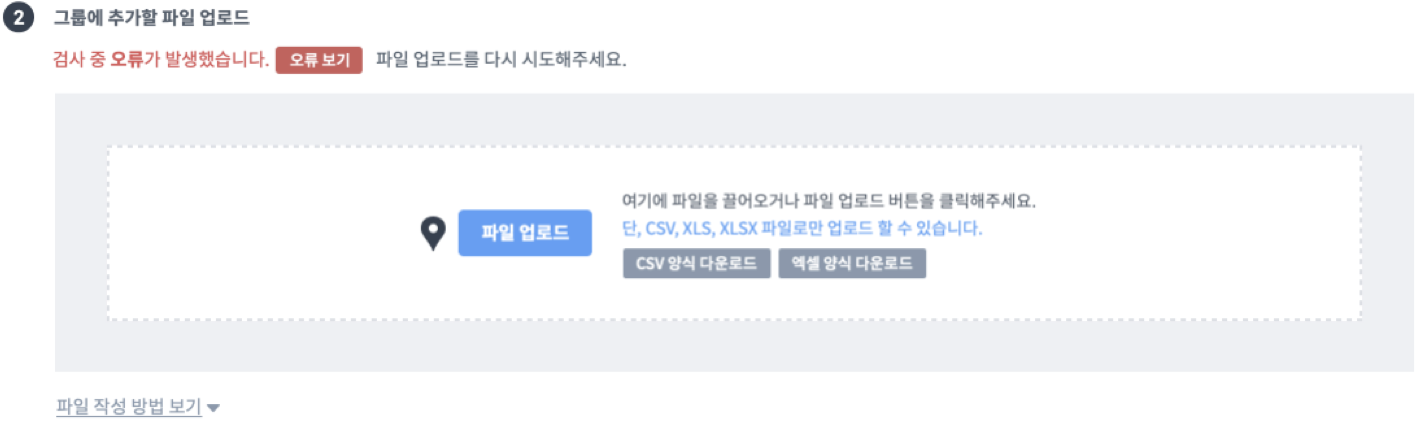 2 그룹에 추가할 파일 업로드
검사 중 오류가 발생했습니다. 오류 보기 파일 업로드를 다시 시도해주세요.
여기에 파일을 끌어오거나 파일 업로드 버튼을 클릭해주세요.
파일 업로드 단, CSV, XLS, XLSX 파일로만 업로드 할 수 있습니다.
CSV 양식 다운로드 엑셀 양식 다운로드
파일 작성 방법 보기